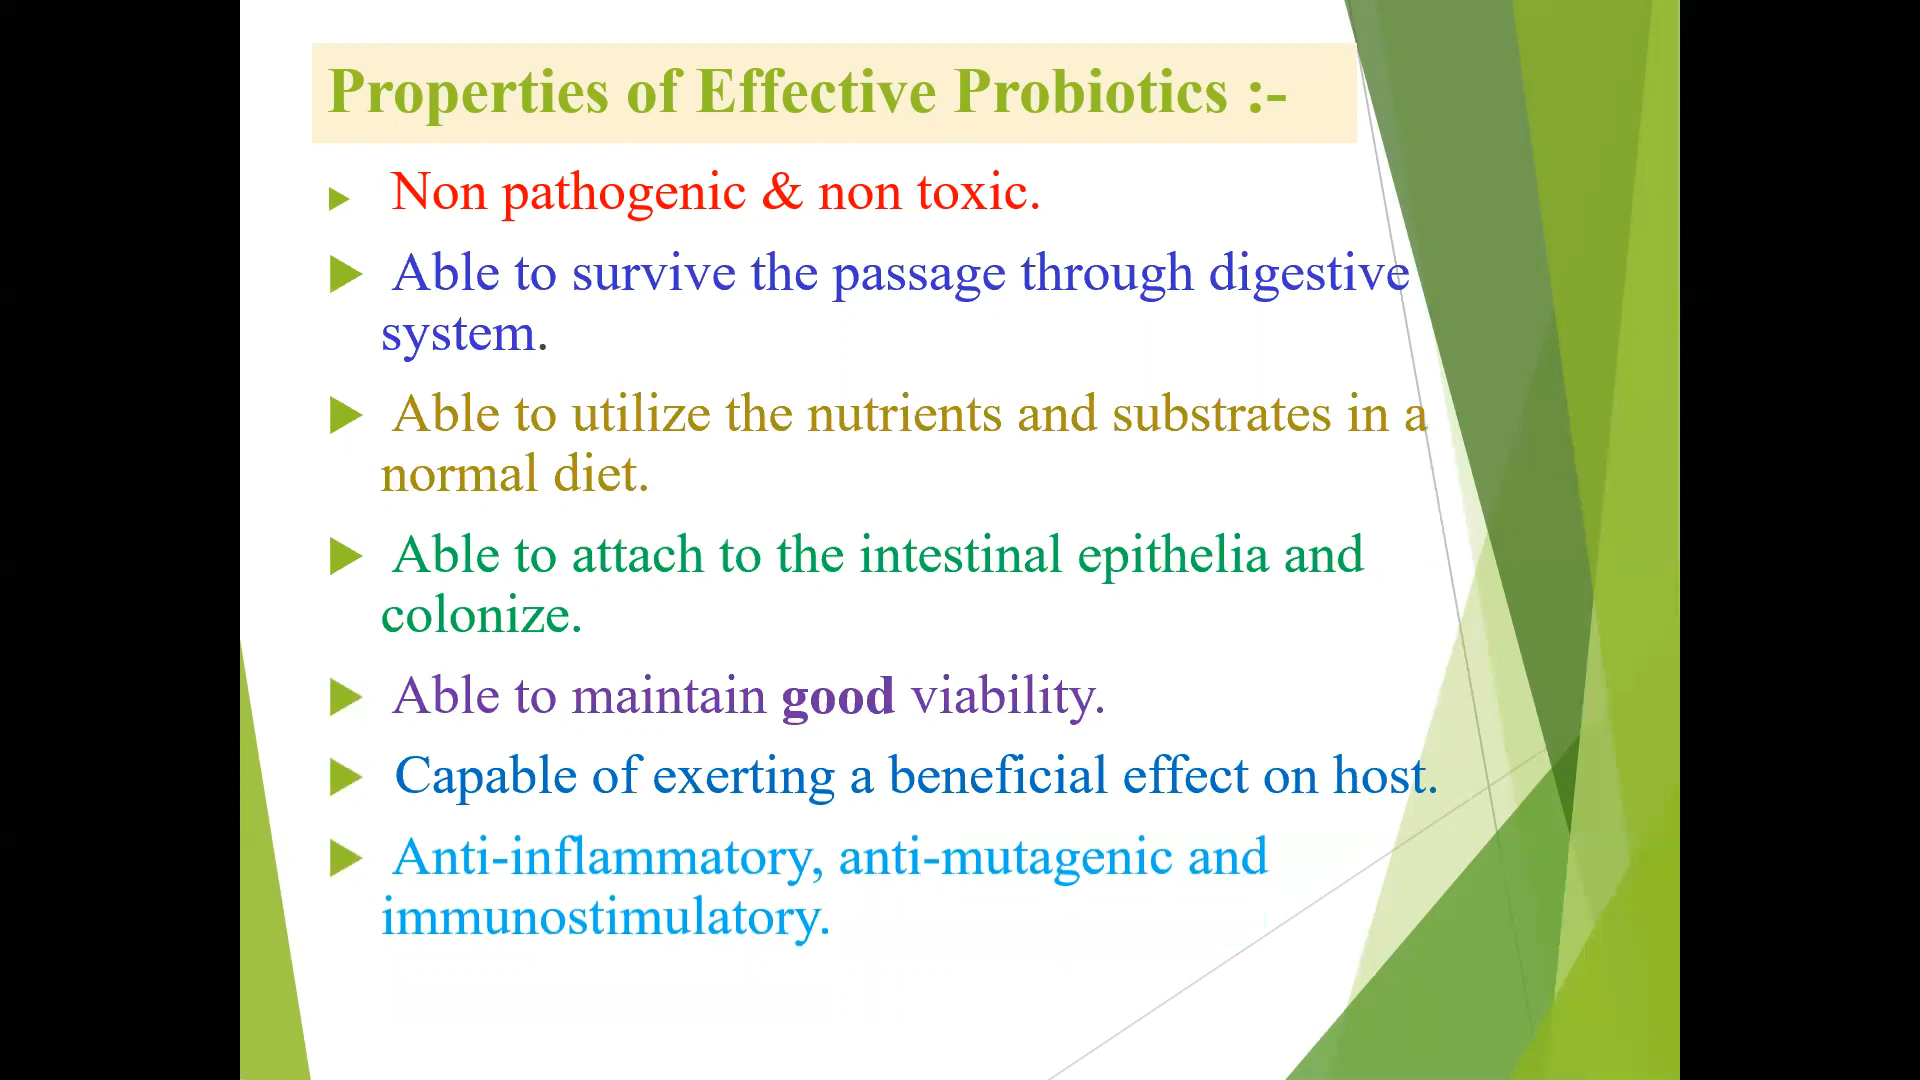 Properties of Effective Probiotics :-
Non pathogenic & non toxic.
Able to survive the passage through digestive
system.
Able to utilize the nutrients and substrates in a
normal diet.
Able to attach to the intestinal epithelia and
colonize.
Able to maintain good viability.
Capable of exerting a beneficial effect on host.
Anti-inflammatory, anti-mutagenic and
immunostimulatory.